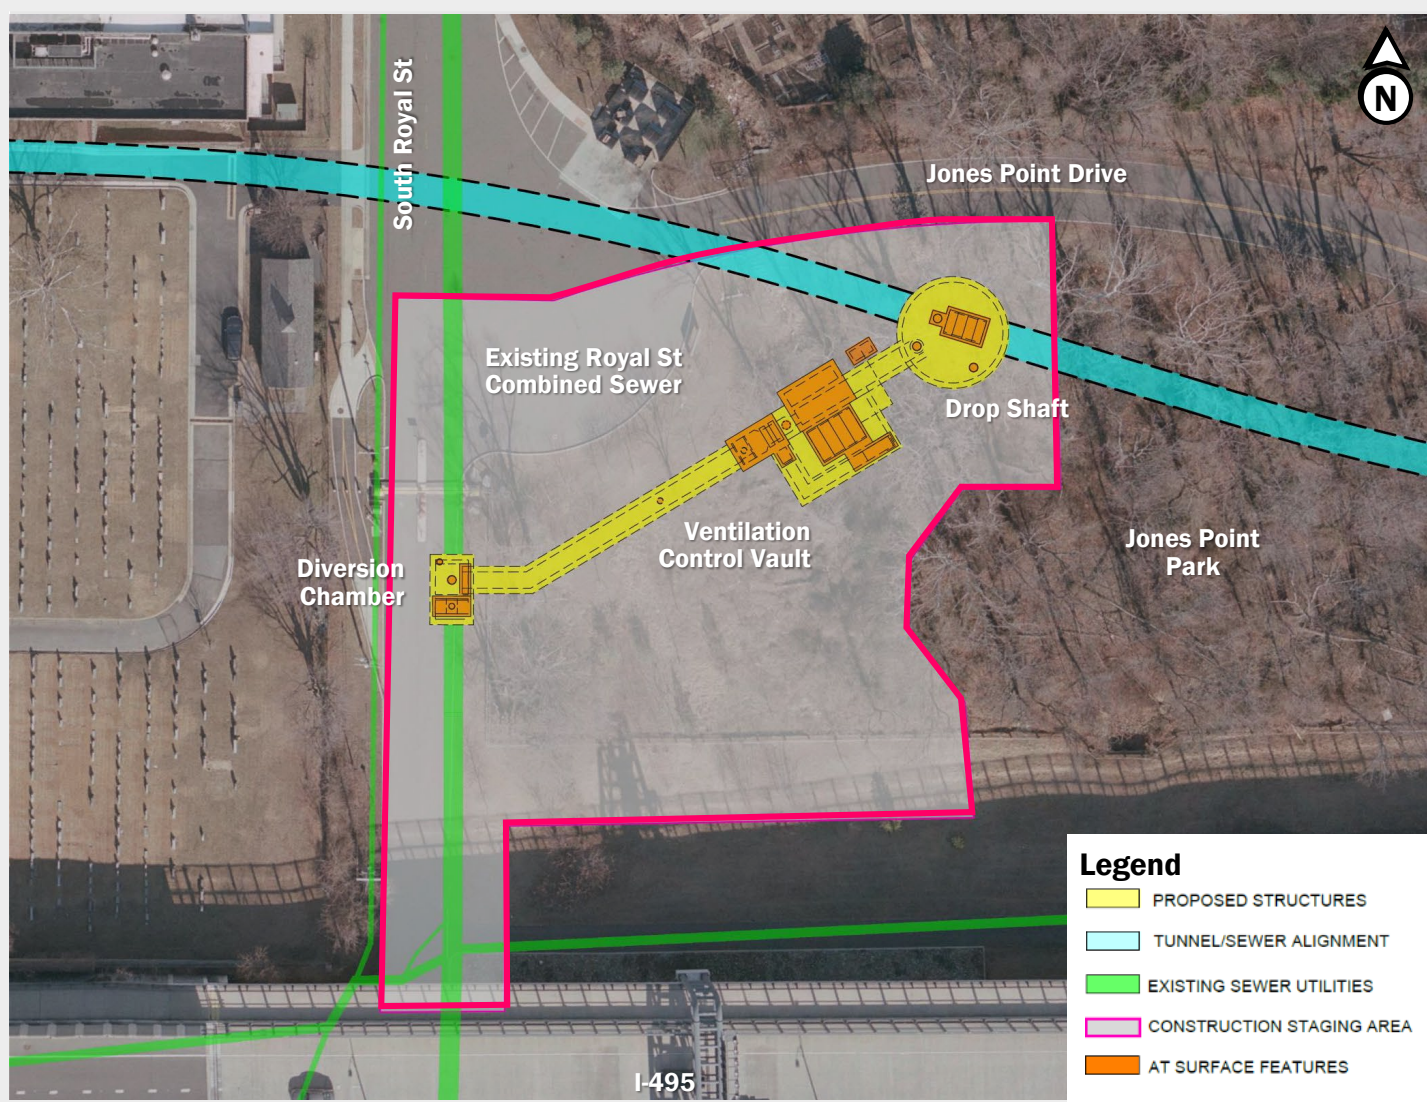 N
South Royal St
Jones Point Drive
Existing Royal St
Combined Sewer
Drop Shaft
Ventilation
Control Vault
Jones Point
Park
Diversion
Chamber
I-495
Legend
PROPOSED STRUCTURES
TUNNEL/SEWER ALIGNMENT
EXISTING SEWER UTILITIES
CONSTRUCTION STAGING AREA
AT SURFACE FEATURES